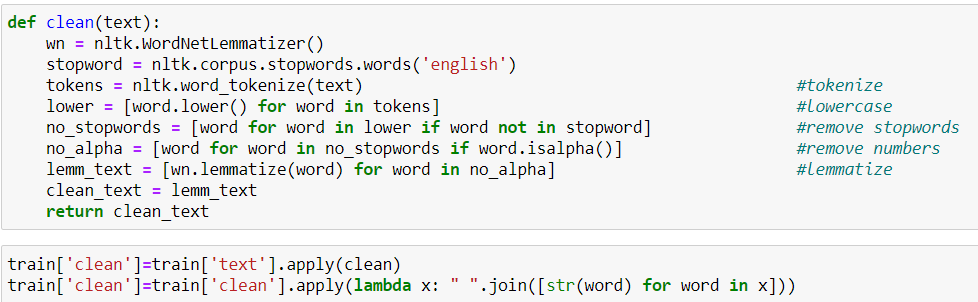 def clean(text):
    wn = nltk.WordNetLemmatizer()
    stopword = nltk.corpus.stopwords.words('english')
    tokens = nltk.word_tokenize(text)                                        #tokenize
    lower = [word.lower() for word in tokens]                                #lowercase
    no_stopwords = [word for word in lower if word not in stopword]          #remove stopwords
    no_alpha = [word for word in no_stopwords if word.isalpha()]             #remove numbers
    lemm_text = [wn.lemmatize(word) for word in no_alpha]                    #lemmatize
    clean_text = lemm_text
    return clean_text
train['clean']=train['text'].apply(clean)
train['clean']=train['clean'].apply(lambda x: " ".join([str(word) for word in x]))